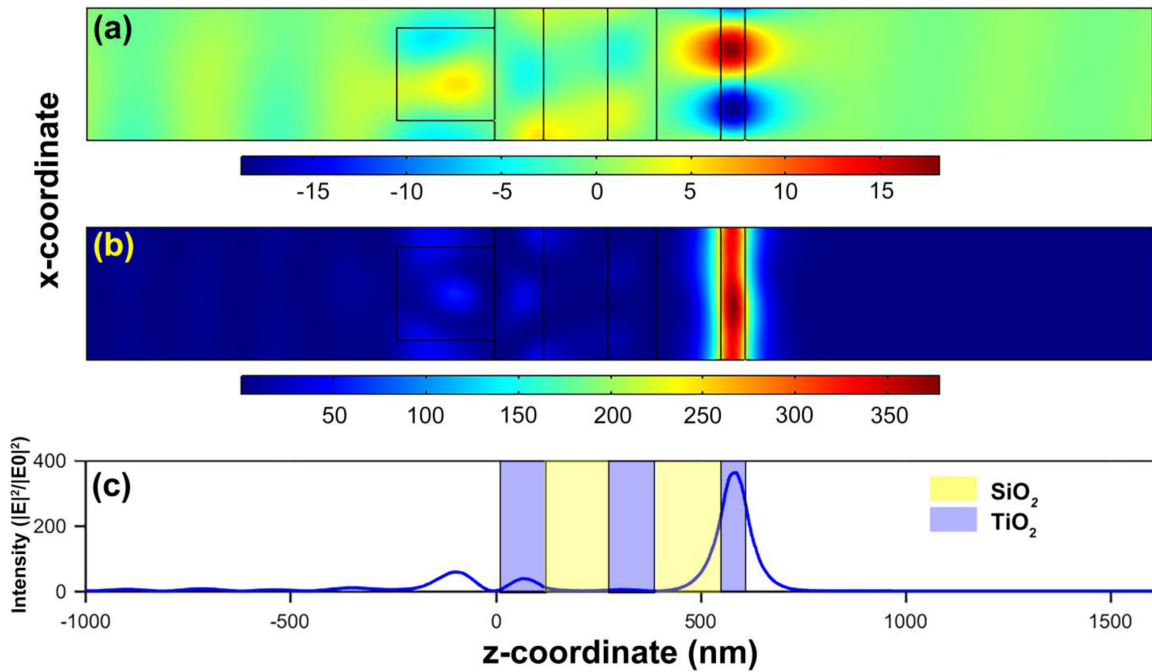 (a)
x-coordinate
-15 -10 -5 0 5 10 15
(b)
50 100 150 200 250 300 350
Intensity (|E|²/|E0|²)
400
200
0
(c)
SiO₂
TiO₂
-1000 -500 0 500 1000 1500
z-coordinate (nm)